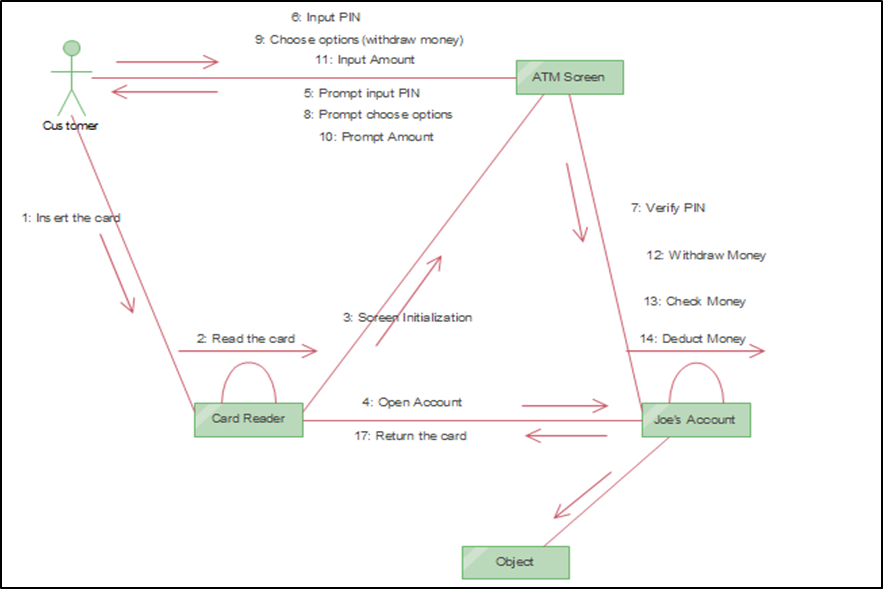 6: Input PIN
9: Choose options (withdraw money)
11: Input Amount
ATM Screen
5: Prompt input PIN
8: Prompt choose options
10: Prompt Amount
Customer
1: Insert the card
7: Verify PIN
12: Withdraw Money
13: Check Money
3: Screen Initialization
2: Read the card
14: Deduct Money
4: Open Account
Card Reader
Joe's Account
17: Return the card
Object